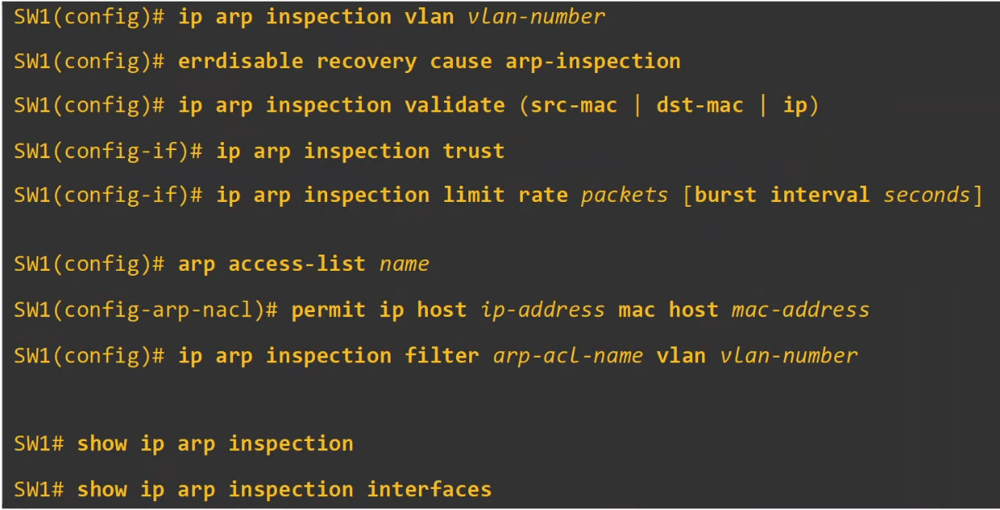 SW1(config)# ip arp inspection vlan vlan-number
SW1(config)# errdisable recovery cause arp-inspection
SW1(config)# ip arp inspection validate (src-mac | dst-mac | ip)
SW1(config-if)# ip arp inspection trust
SW1(config-if)# ip arp inspection limit rate packets [burst interval seconds]
SW1(config)# arp access-list name
SW1(config-arp-nacl)# permit ip host ip-address mac host mac-address
SW1(config)# ip arp inspection filter arp-acl-name vlan vlan-number
SW1# show ip arp inspection
SW1# show ip arp inspection interfaces